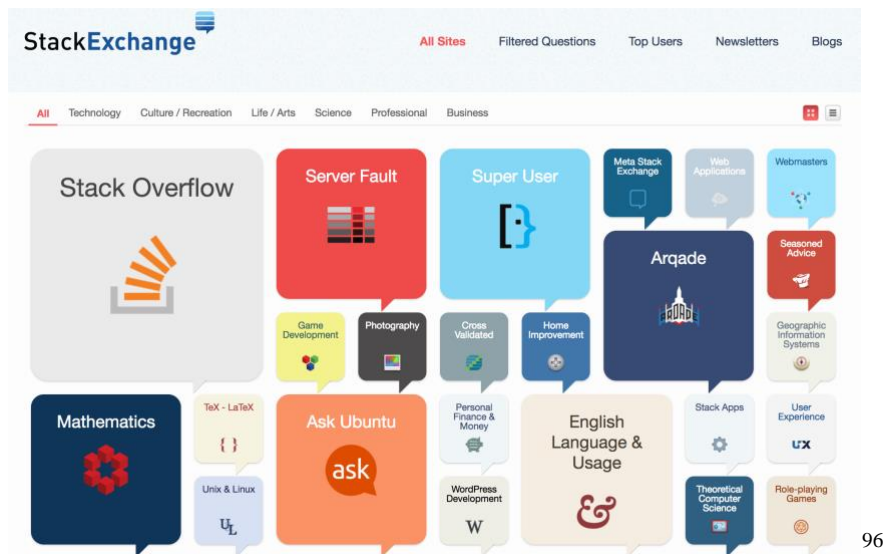 StackExchange
All Sites Filtered Questions Top Users Newsletters Blogs
All Technology Culture / Recreation Life / Arts Science Professional Business
Stack Overflow
Server Fault
Super User
Meta Stack
Exchange
Web
Applications
Webmasters
Arqade
ARQADE
Seasoned
Advice
Game
Development
Photography
Cross
Validated
Home
Improvement
Geographic
Information
Systems
Mathematics
TeX - LaTeX
{ }
Ask Ubuntu
ask
Personal
Finance &
Money
English
Language &
Usage
&
Stack Apps
User
Experience
UX
Unix & Linux
UL
WordPress
Development
W
Theoretical
Computer
Science
Role-playing
Games
96